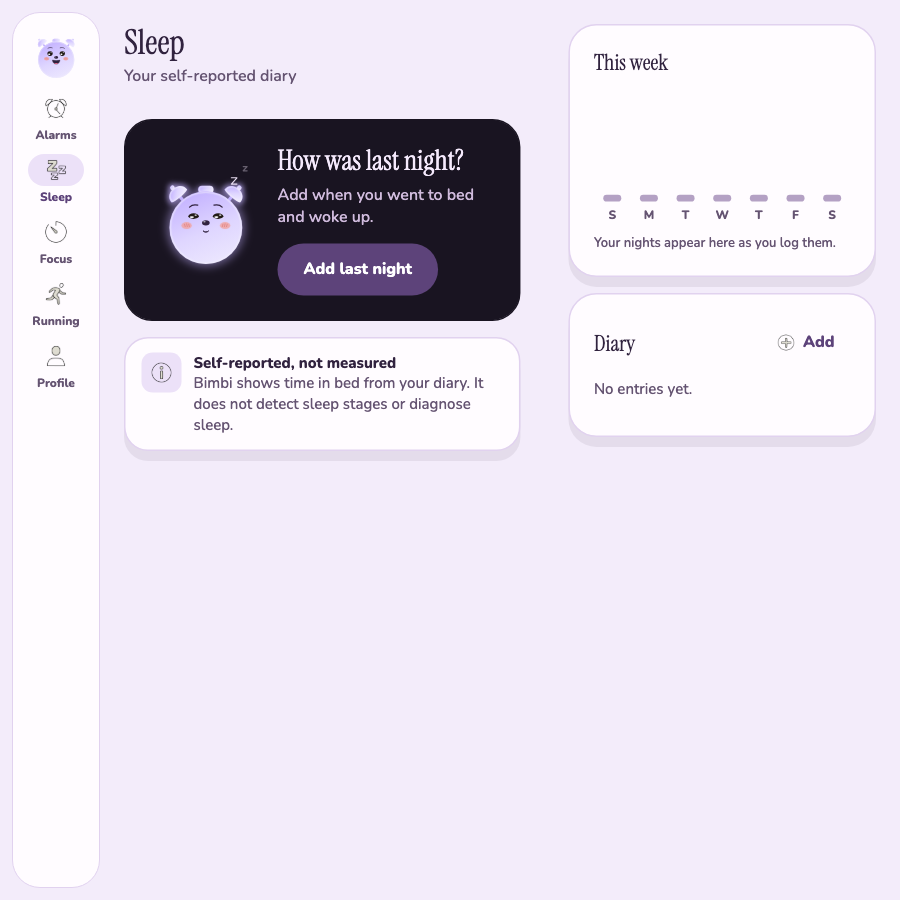 Alarms
Sleep
Focus
Running
Profile
Sleep
Your self-reported diary
z
z
How was last night?
Add when you went to bed
and woke up.
Add last night
Self-reported, not measured
Bimbi shows time in bed from your diary. It
does not detect sleep stages or diagnose
sleep.
This week
S M T W T F S
Your nights appear here as you log them.
Diary
Add
No entries yet.